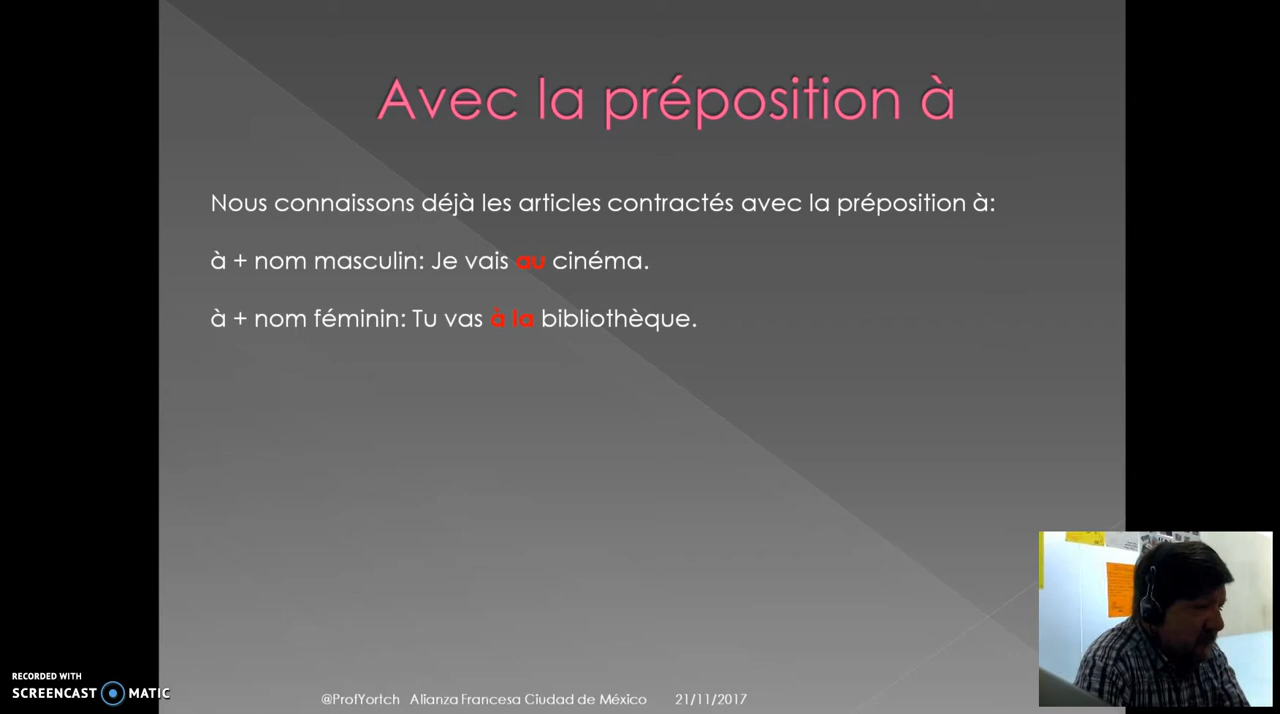 Avec la préposition à
Nous connaissons déjà les articles contractés avec la préposition à:
à + nom masculin: Je vais au cinéma.
à + nom féminin: Tu vas à la bibliothèque.
RECORDED WITH
SCREENCAST MATIC
@ProfYortch Alianza Francesa Ciudad de México 21/11/2017